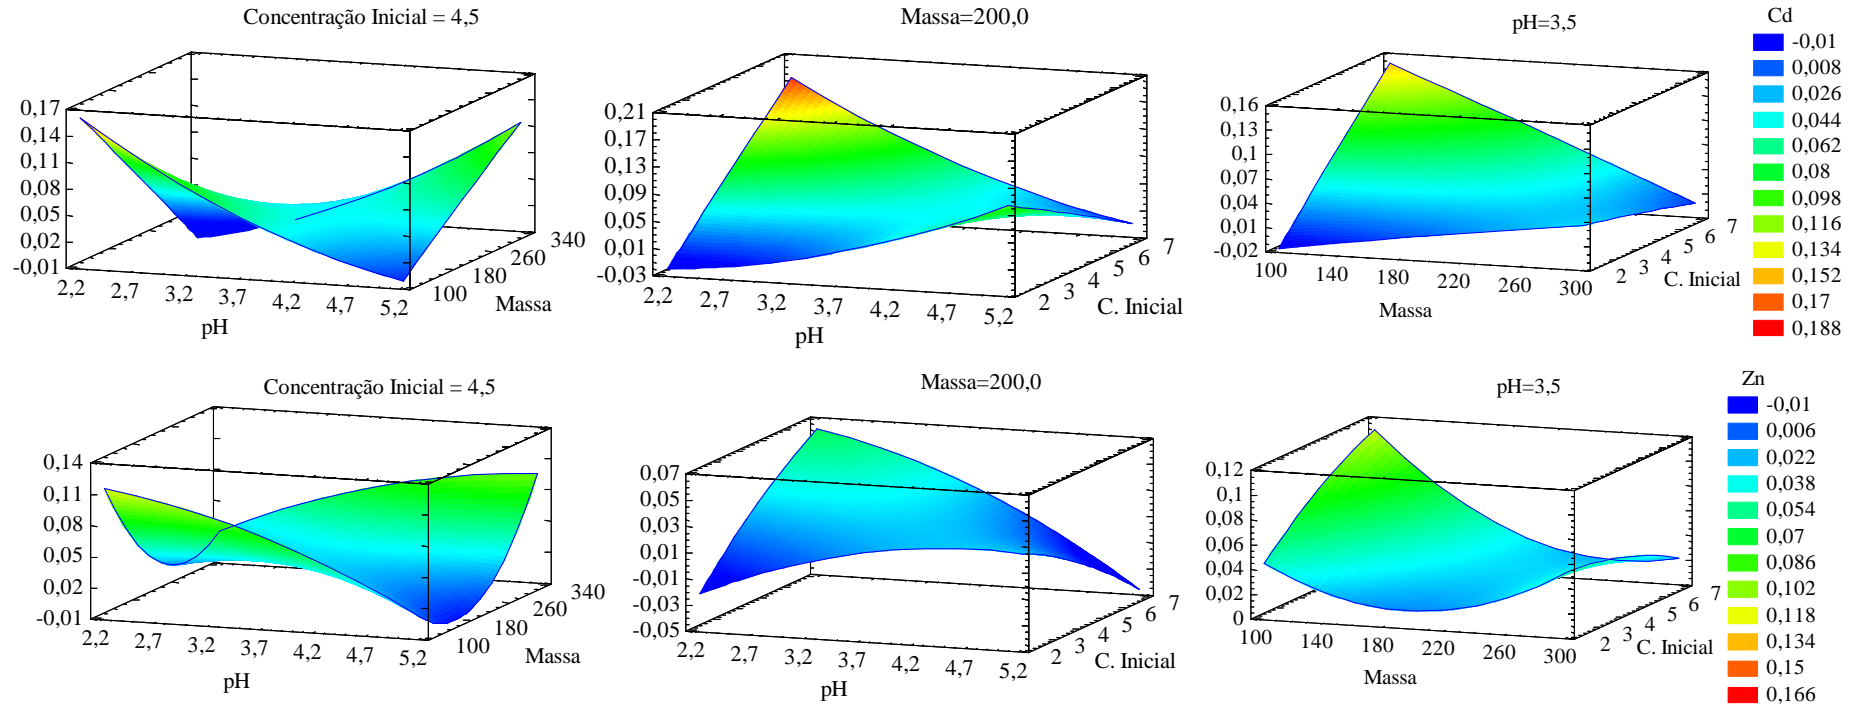 Concentração Inicial = 4,5
0,17
0,14
0,11
0,08
0,05
0,02
-0,01
2,2 2,7 3,2 3,7 4,2 4,7 5,2
pH
100 180 260 340
Massa
Massa=200,0
0,21
0,17
0,13
0,09
0,05
0,01
-0,03
2,2 2,7 3,2 3,7 4,2 4,7 5,2
pH
2 3 4 5 6 7
C. Inicial
pH=3,5
0,16
0,13
0,1
0,07
0,04
0,01
-0,02
100 140 180 220 260 300
Massa
2 3 4 5 6 7
C. Inicial
Cd
-0,01
0,008
0,026
0,044
0,062
0,08
0,098
0,116
0,134
0,152
0,17
0,188
Concentração Inicial = 4,5
0,14
0,11
0,08
0,05
0,02
-0,01
2,2 2,7 3,2 3,7 4,2 4,7 5,2
pH
100 180 260 340
Massa
Massa=200,0
0,07
0,05
0,03
0,01
-0,01
-0,03
-0,05
2,2 2,7 3,2 3,7 4,2 4,7 5,2
pH
2 3 4 5 6 7
C. Inicial
pH=3,5
0,12
0,1
0,08
0,06
0,04
0,02
0
100 140 180 220 260 300
Massa
2 3 4 5 6 7
C. Inicial
Zn
-0,01
0,006
0,022
0,038
0,054
0,07
0,086
0,102
0,118
0,134
0,15
0,166